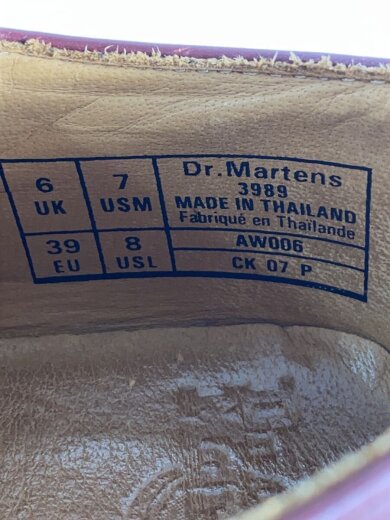 6
UK
7
USM
39
EU
8
USL
Dr.Martens
3989
MADE IN THAILAND
Fabriqué en Thaïlande
AW006
CK 07 P